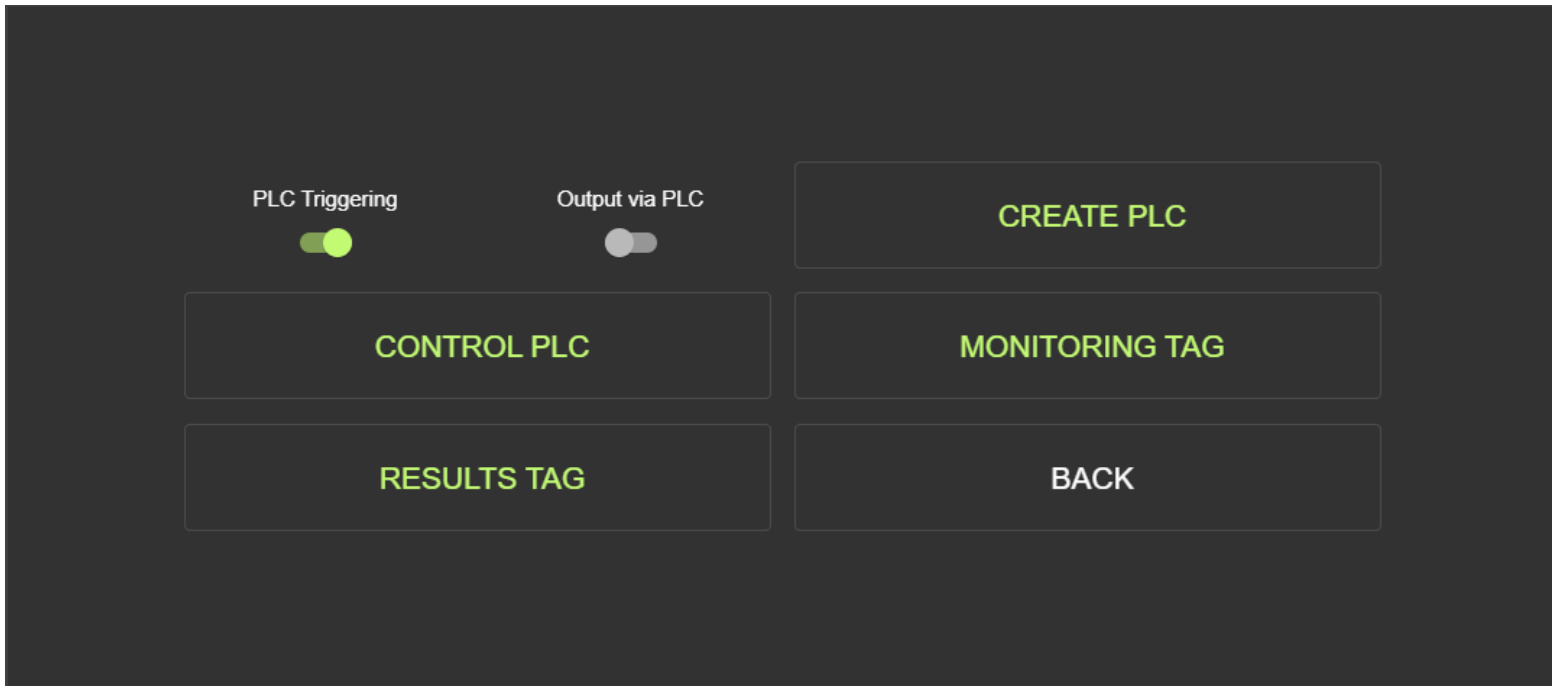 PLC Triggering
Output via PLC
CREATE PLC
CONTROL PLC
MONITORING TAG
RESULTS TAG
BACK